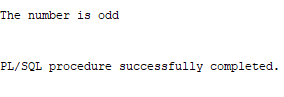 The number is odd
PL/SQL procedure successfully completed.